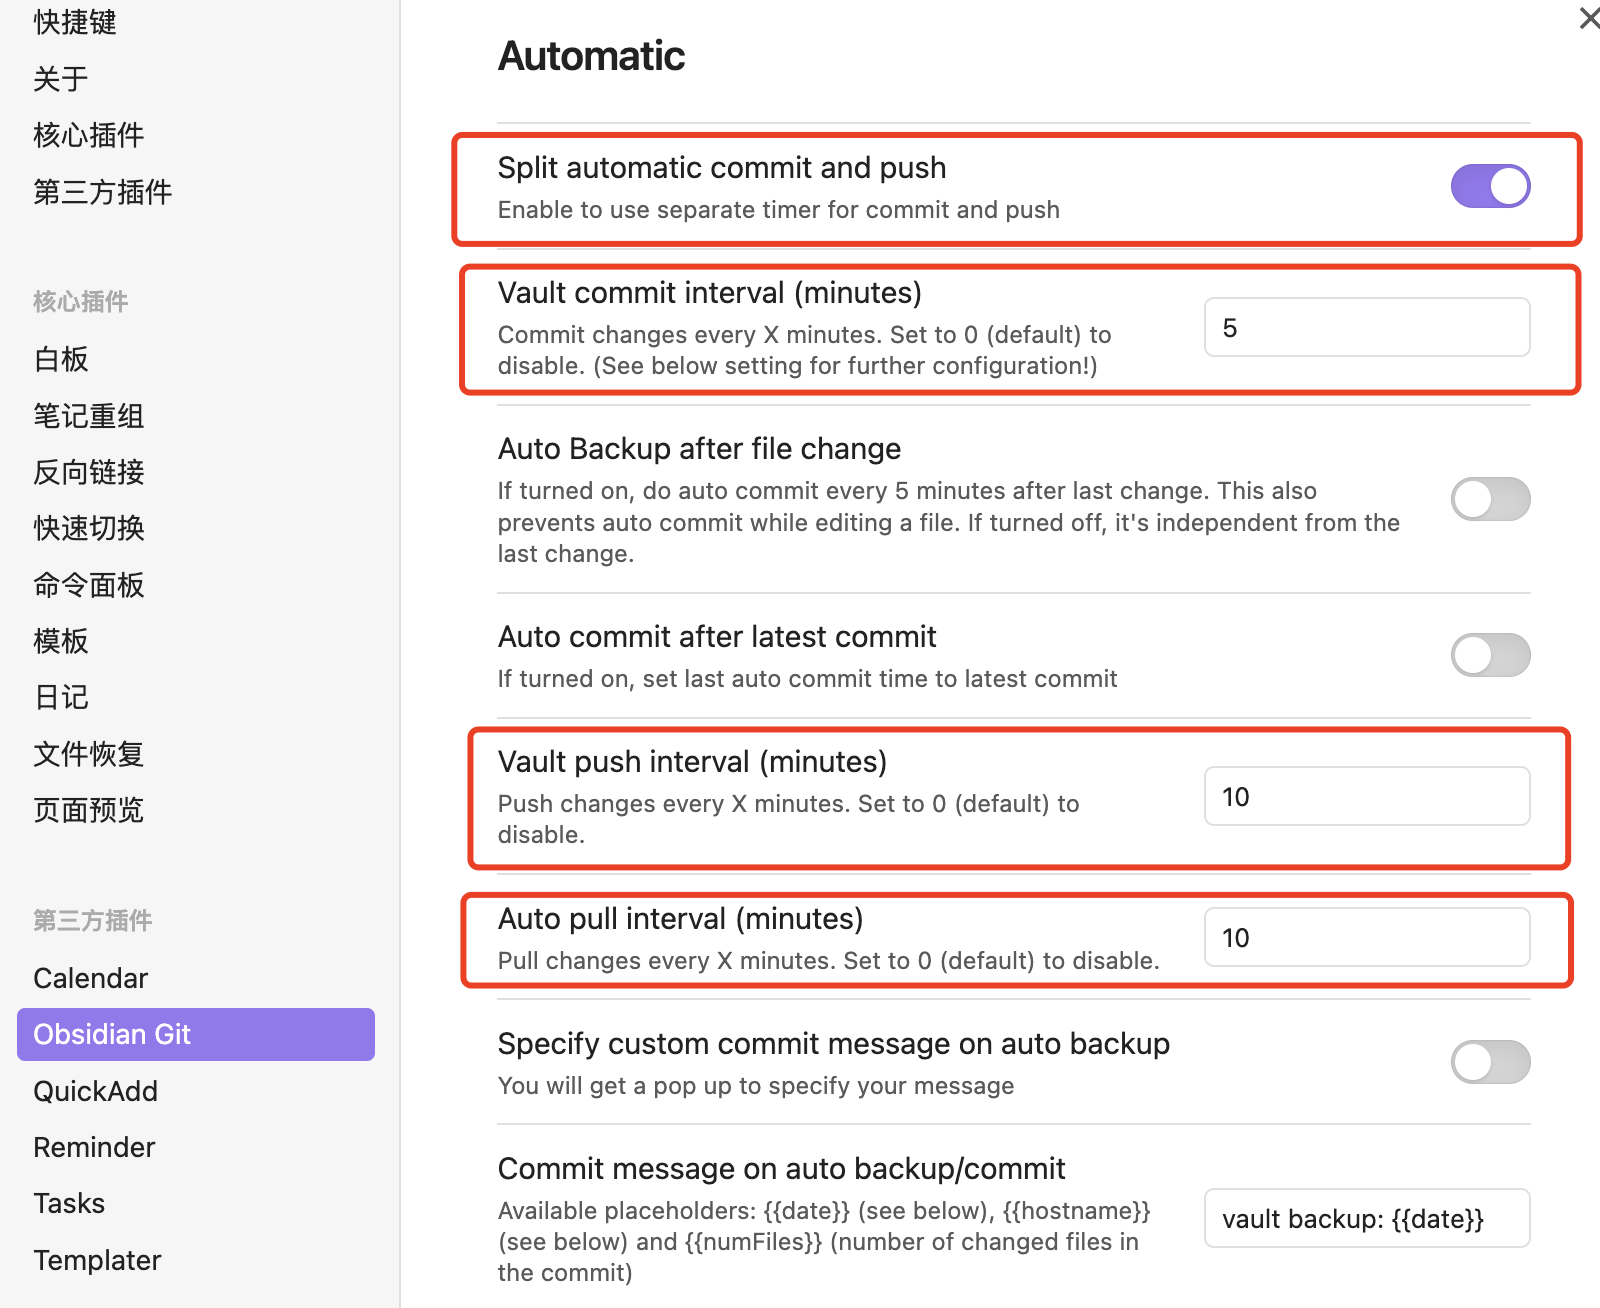 快捷键
关于
核心插件
第三方插件
核心插件
白板
笔记重组
反向链接
快速切换
命令面板
模板
日记
文件恢复
页面预览
第三方插件
Calendar
Obsidian Git
QuickAdd
Reminder
Tasks
Templater
Automatic
Split automatic commit and push
Enable to use separate timer for commit and push
Vault commit interval (minutes)
Commit changes every X minutes. Set to 0 (default) to
disable. (See below setting for further configuration!)
5
Auto Backup after file change
If turned on, do auto commit every 5 minutes after last change. This also
prevents auto commit while editing a file. If turned off, it's independent from the
last change.
Auto commit after latest commit
If turned on, set last auto commit time to latest commit
Vault push interval (minutes)
Push changes every X minutes. Set to 0 (default) to
disable.
10
Auto pull interval (minutes)
Pull changes every X minutes. Set to 0 (default) to disable.
10
Specify custom commit message on auto backup
You will get a pop up to specify your message
Commit message on auto backup/commit
Available placeholders: {{date}} (see below), {{hostname}}
(see below) and {{numFiles}} (number of changed files in
the commit)
vault backup: {{date}}